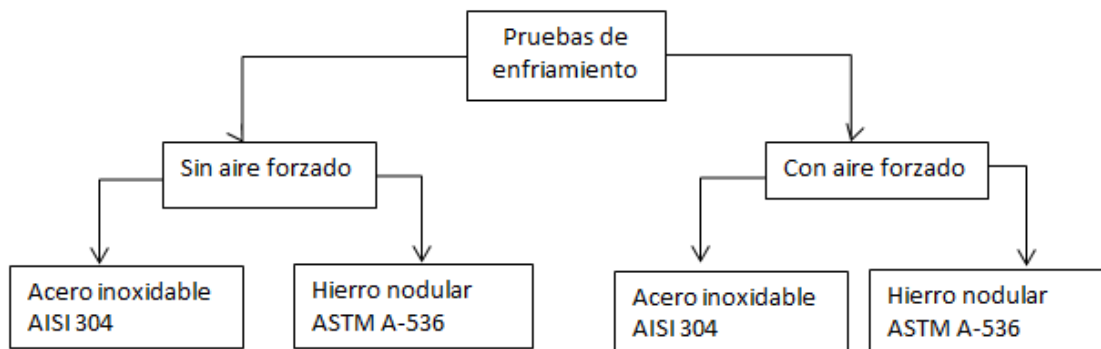 Pruebas de
enfriamiento
Sin aire forzado
Con aire forzado
Acero inoxidable
AISI 304
Hierro nodular
ASTM A-536
Acero inoxidable
AISI 304
Hierro nodular
ASTM A-536